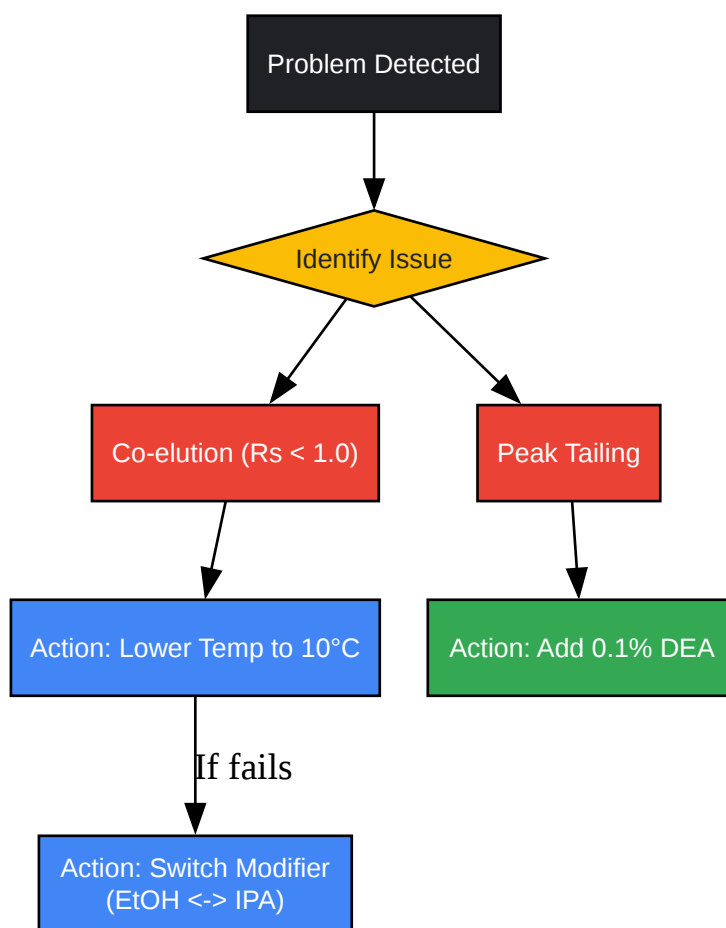 Problem Detected
Identify Issue
Co-elution (Rs < 1.0)
Peak Tailing
Action: Lower Temp to 10°C
Action: Add 0.1% DEA
If fails
Action: Switch Modifier
(EtOH <-> IPA)